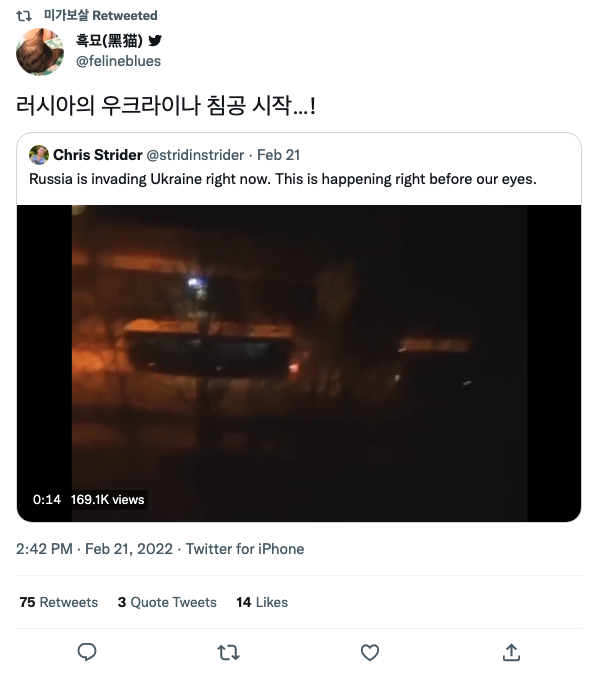 미가보살 Retweeted
흑묘(黑猫)
@felineblues
러시아의 우크라이나 침공 시작...!
Chris Strider @stridinstrider · Feb 21
Russia is invading Ukraine right now. This is happening right before our eyes.
0:14 169.1K views
2:42 PM · Feb 21, 2022 · Twitter for iPhone
75 Retweets 3 Quote Tweets 14 Likes